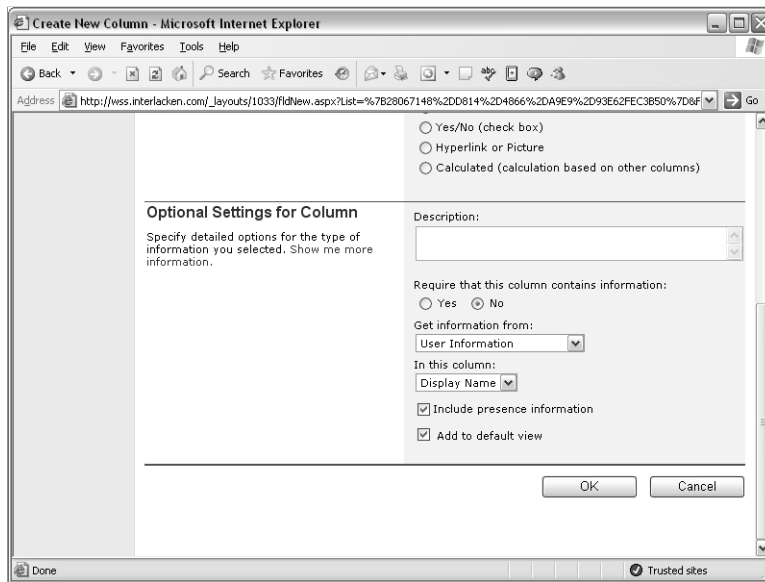 Create New Column - Microsoft Internet Explorer
File Edit View Favorites Tools Help
Back Search Favorites
Address http://wss.interlacken.com/_layouts/1033/fldNew.aspx?List=%7B28067148%2DD814%2D4866%2DA9E9%2D93E62FEC3B50%7D&F Go
Yes/No (check box)
Hyperlink or Picture
Calculated (calculation based on other columns)
Optional Settings for Column
Specify detailed options for the type of
information you selected. Show me more
information.
Description:
Require that this column contains information:
Yes No
Get information from:
User Information
In this column:
Display Name
Include presence information
Add to default view
OK Cancel
Done Trusted sites